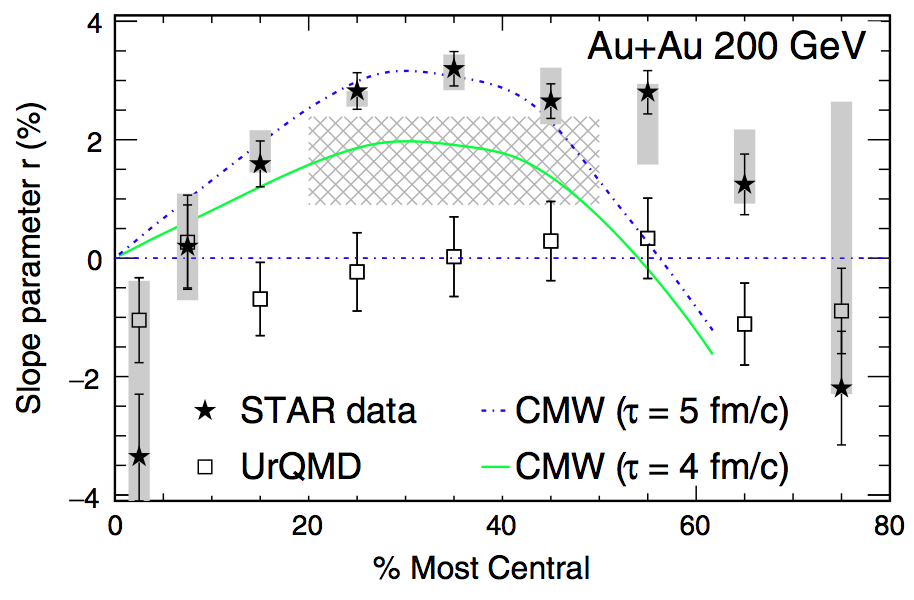 Au+Au 200 GeV
Slope parameter r (%)
4
2
0
−2
−4
STAR data
UrQMD
CMW (τ = 5 fm/c)
CMW (τ = 4 fm/c)
0 20 40 60 80
% Most Central